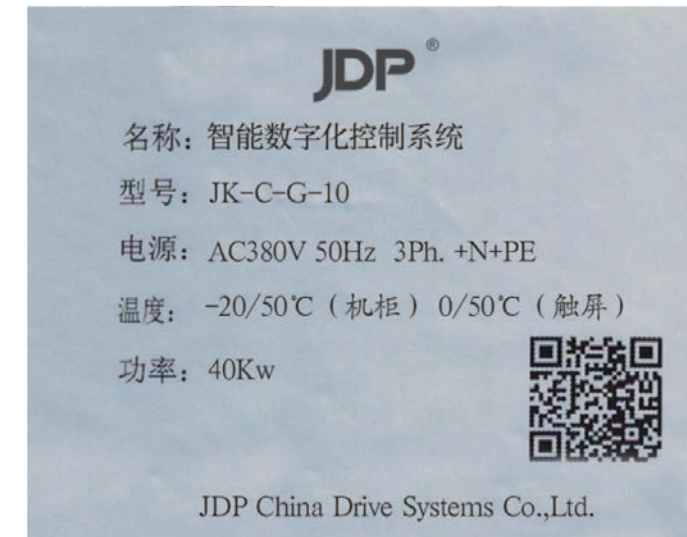 JDP®
名称：智能数字化控制系统
型号：JK-C-G-10
电源：AC380V 50Hz 3Ph. +N+PE
温度：-20/50℃（机柜）0/50℃（触屏）
功率：40Kw
JDP China Drive Systems Co.,Ltd.